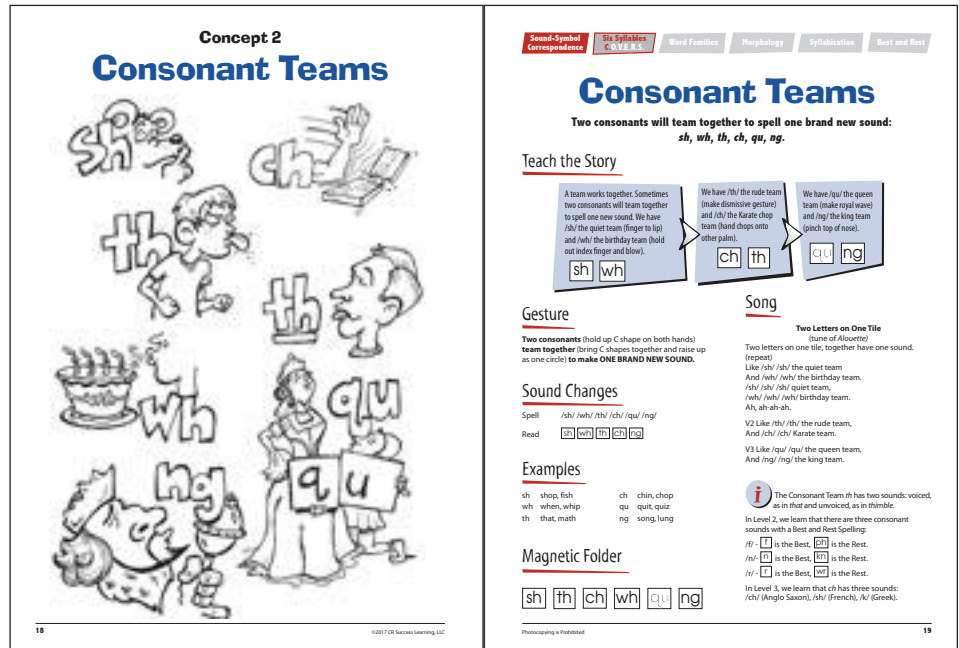 Concept 2
Consonant Teams
sh
ch
th
th
wh
qu
q u
ng
18
©2017 CR Success Learning, LLC
Sound-Symbol
Correspondence
Six Syllables
C.O.V.E.R.S.
Word Families
Morphology
Syllabication
Best and Rest
Consonant Teams
Two consonants will team together to spell one brand new sound:
sh, wh, th, ch, qu, ng.
Teach the Story
A team works together. Sometimes
two consonants will team together
to spell one new sound. We have
/sh/ the quiet team (finger to lip)
and /wh/ the birthday team (hold
out index finger and blow).
sh wh
We have /th/ the rude team
(make dismissive gesture)
and /ch/ the Karate chop
team (hand chops onto
other palm).
ch th
We have /qu/ the queen
team (make royal wave)
and /ng/ the king team
(pinch top of nose).
qu ng
Gesture
Two consonants (hold up C shape on both hands)
team together (bring C shapes together and raise up
as one circle) to make ONE BRAND NEW SOUND.
Sound Changes
Spell /sh/ /wh/ /th/ /ch/ /qu/ /ng/
Read sh wh th ch ng
Examples
sh shop, fish ch chin, chop
wh when, whip qu quit, quiz
th that, math ng song, lung
Magnetic Folder
sh th ch wh qu ng
Song
Two Letters on One Tile
(tune of Alouette)
Two letters on one tile, together have one sound.
(repeat)
Like /sh/ /sh/ the quiet team
And /wh/ /wh/ the birthday team.
/sh/ /sh/ /sh/ quiet team,
/wh/ /wh/ /wh/ birthday team.
Ah, ah-ah-ah.
V2 Like /th/ /th/ the rude team,
And /ch/ /ch/ Karate team.
V3 Like /qu/ /qu/ the queen team,
And /ng/ /ng/ the king team.
i The Consonant Team th has two sounds: voiced,
as in that and unvoiced, as in thimble.
In Level 2, we learn that there are three consonant
sounds with a Best and Rest Spelling:
/f/ - f is the Best, ph is the Rest.
/n/- n is the Best, kn is the Rest.
/r/ - r is the Best, wr is the Rest.
In Level 3, we learn that ch has three sounds:
/ch/ (Anglo Saxon), /sh/ (French), /k/ (Greek).
Photocopying is Prohibited
19